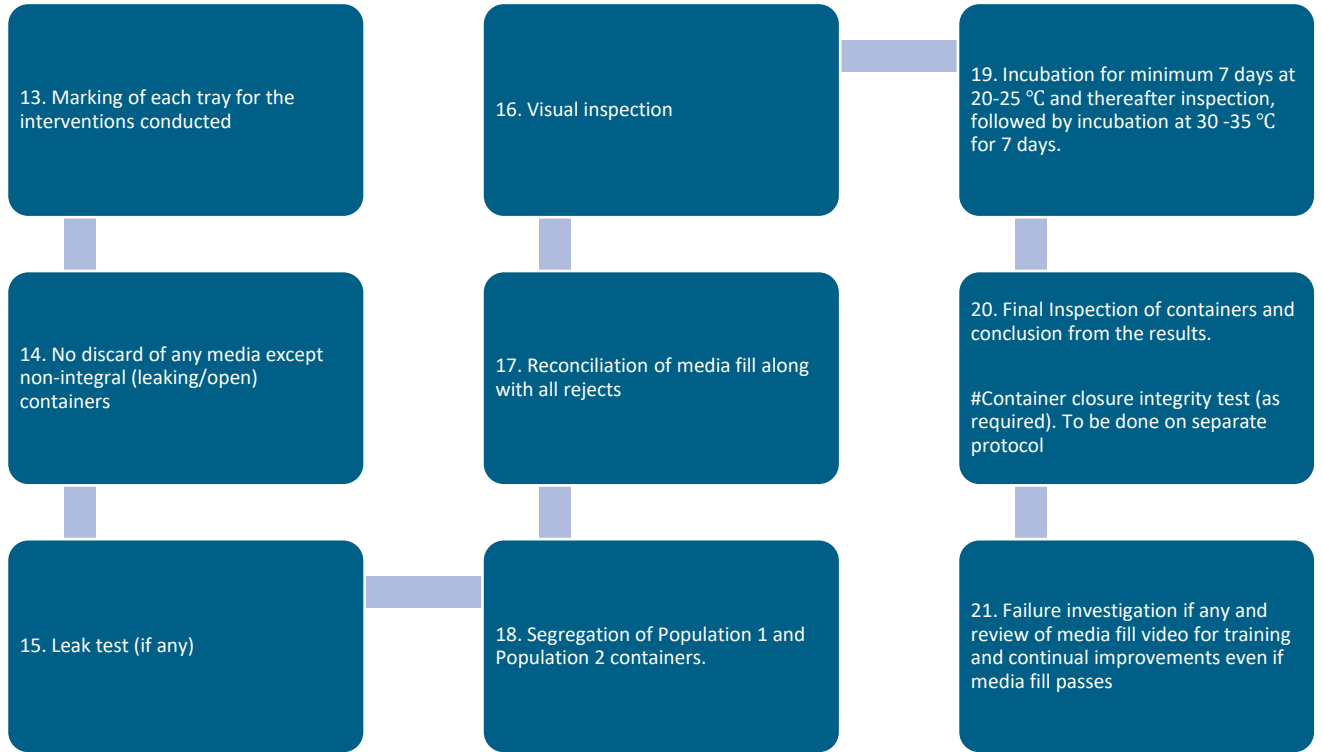 13. Marking of each tray for the
interventions conducted
14. No discard of any media except
non-integral (leaking/open)
containers
15. Leak test (if any)
16. Visual inspection
17. Reconciliation of media fill along
with all rejects
18. Segregation of Population 1 and
Population 2 containers.
19. Incubation for minimum 7 days at
20-25 ℃ and thereafter inspection,
followed by incubation at 30 -35 ℃
for 7 days.
20. Final Inspection of containers and
conclusion from the results.
#Container closure integrity test (as
required). To be done on separate
protocol
21. Failure investigation if any and
review of media fill video for training
and continual improvements even if
media fill passes